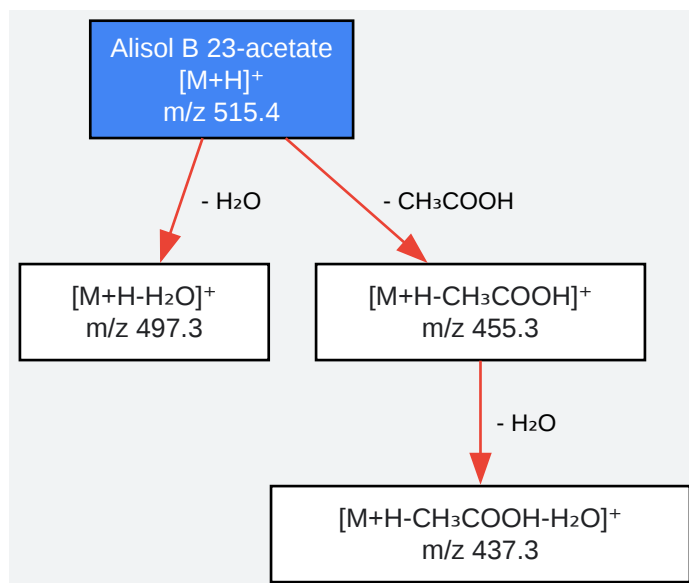 Alisol B 23-acetate
[M+H]⁺
m/z 515.4
- H₂O
- CH₃COOH
[M+H-H₂O]⁺
m/z 497.3
[M+H-CH₃COOH]⁺
m/z 455.3
- H₂O
[M+H-CH₃COOH-H₂O]⁺
m/z 437.3